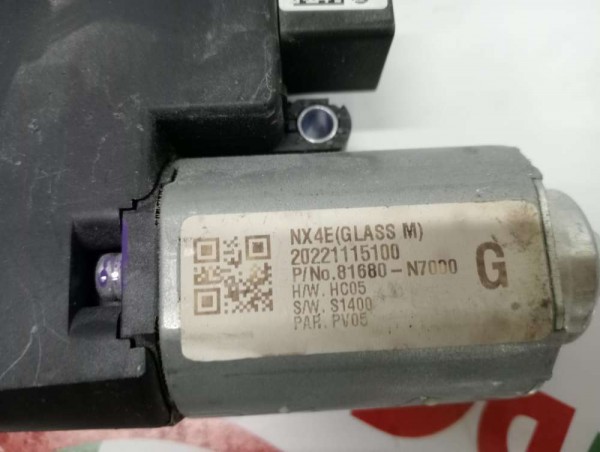 NX4E(GLASS M)
20221115100
P/No.81680-N7000
H/W. HC05
S/W. S1400
PAR. PV05
G